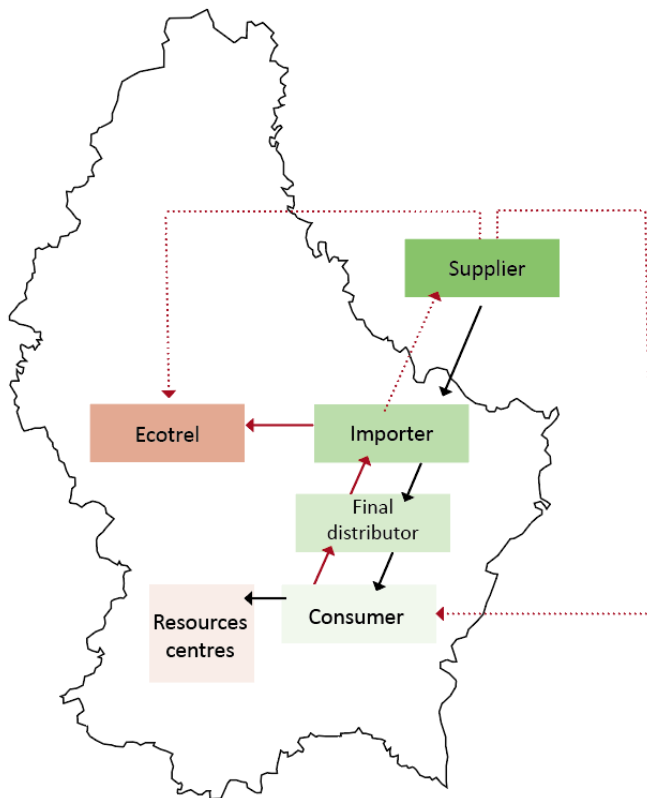 Supplier
Ecotrel
Importer
Final
distributor
Resources
centres
Consumer